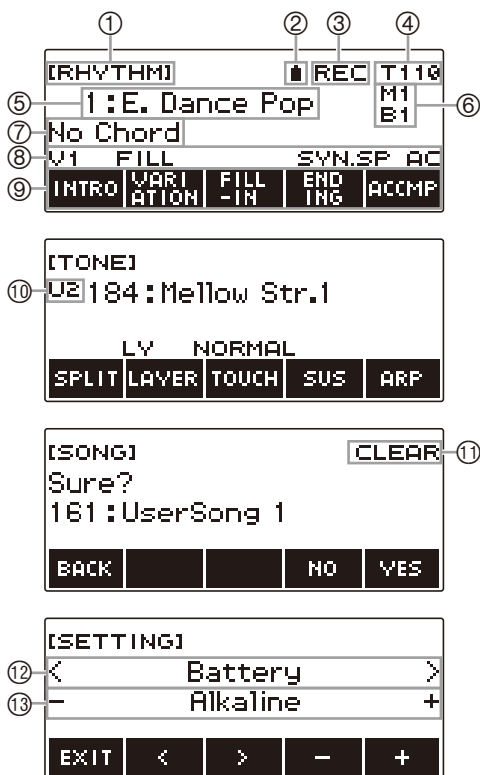 ① ② ③ ④
[RHYTHM] REC T110
⑤ 1:E. Dance Pop M1
B1 ⑥
⑦ No Chord
⑧ V1 FILL SYN.SP AC
⑨ INTRO VARI ATION FILL -IN END ING ACCMP
[TONE]
⑩ U2 184:Mellow Str.1
LY NORMAL
SPLIT LAYER TOUCH SUS ARP
[SONG] CLEAR ⑪
Sure?
161:UserSong 1
BACK NO YES
[SETTING]
⑫ < Battery >
⑬ - Alkaline +
EXIT < > - +